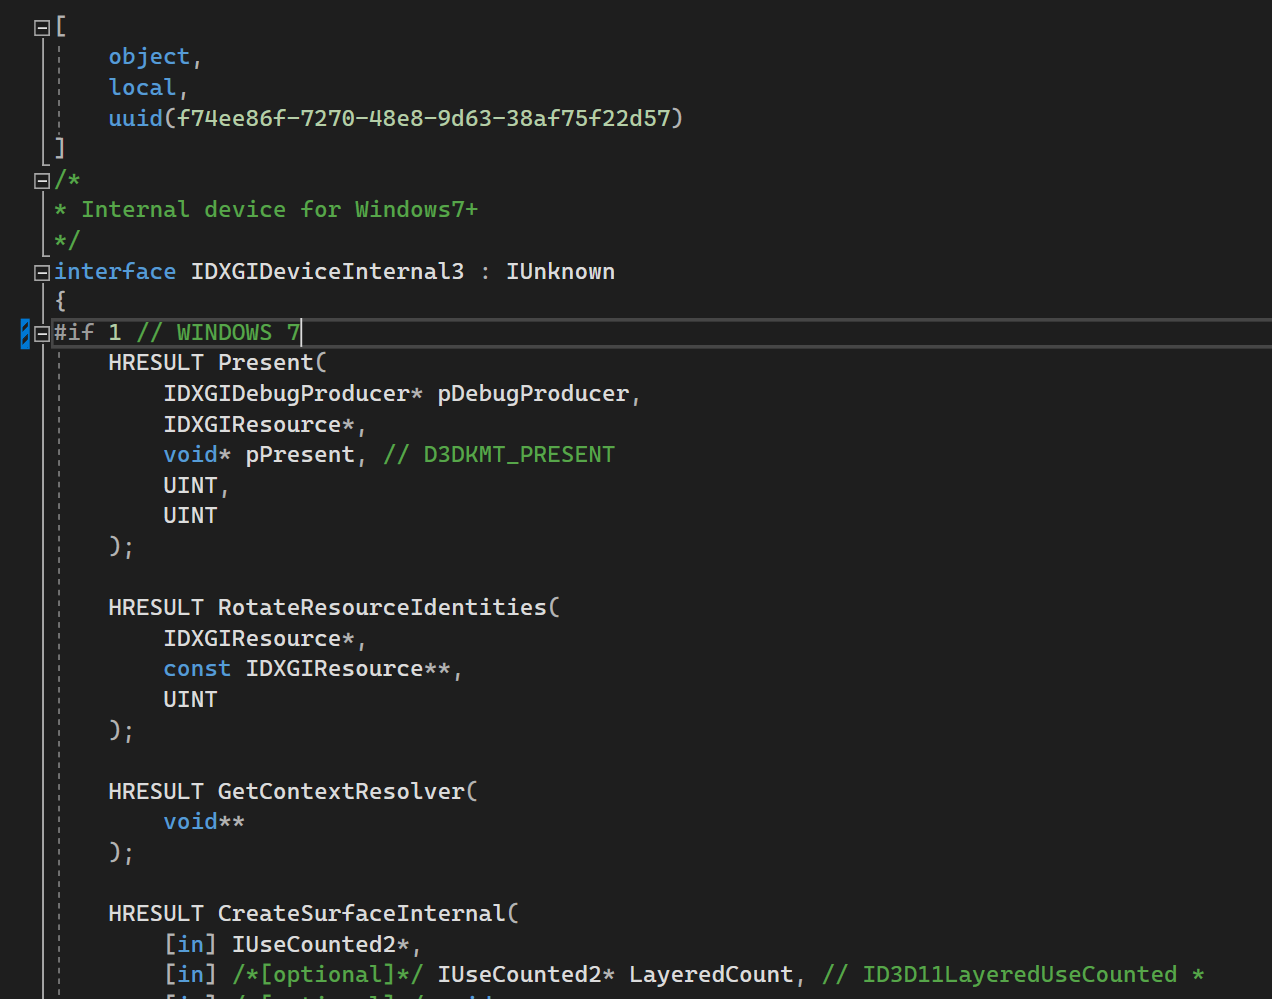 [
object,
local,
uuid(f74ee86f-7270-48e8-9d63-38af75f22d57)
]
/*
* Internal device for Windows7+
*/
interface IDXGIDeviceInternal3 : IUnknown
{
#if 1 // WINDOWS 7
HRESULT Present(
IDXGIDebugProducer* pDebugProducer,
IDXGIResource*,
void* pPresent, // D3DKMT_PRESENT
UINT,
UINT
);
HRESULT RotateResourceIdentities(
IDXGIResource*,
const IDXGIResource**,
UINT
);
HRESULT GetContextResolver(
void**
);
HRESULT CreateSurfaceInternal(
[in] IUseCounted2*,
[in] /*[optional]*/ IUseCounted2* LayeredCount, // ID3D11LayeredUseCounted *